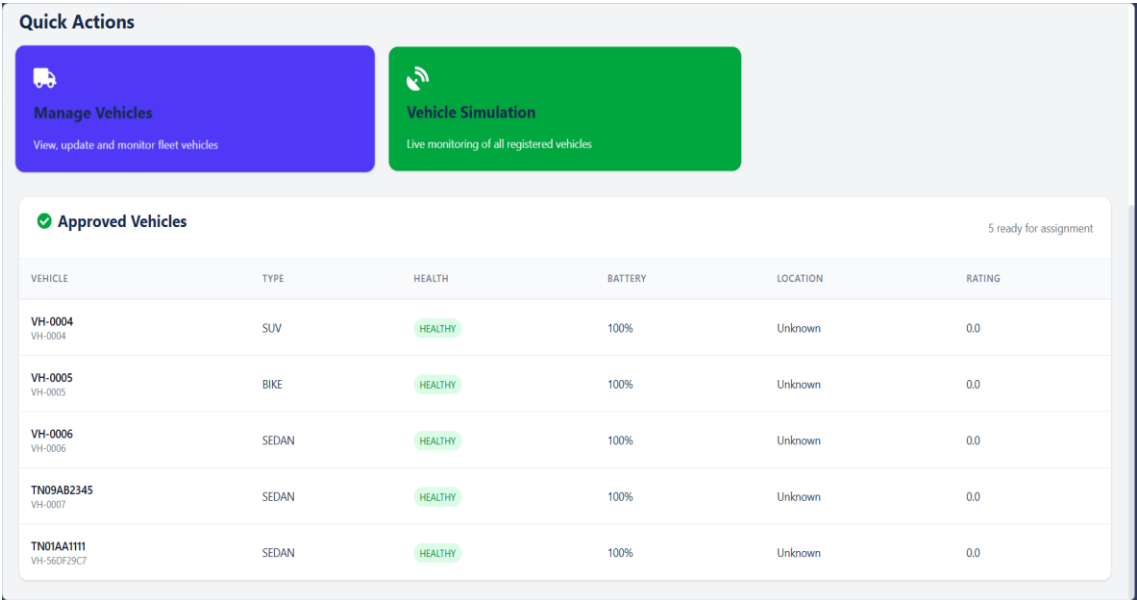 Quick Actions
Manage Vehicles
View, update and monitor fleet vehicles
Vehicle Simulation
Live monitoring of all registered vehicles
Approved Vehicles
5 ready for assignment
VEHICLE TYPE HEALTH BATTERY LOCATION RATING
VH-0004
VH-0004
SUV HEALTHY 100% Unknown 0.0
VH-0005
VH-0005
BIKE HEALTHY 100% Unknown 0.0
VH-0006
VH-0006
SEDAN HEALTHY 100% Unknown 0.0
TN09AB2345
VH-0007
SEDAN HEALTHY 100% Unknown 0.0
TN01AA1111
VH-56DF29C7
SEDAN HEALTHY 100% Unknown 0.0